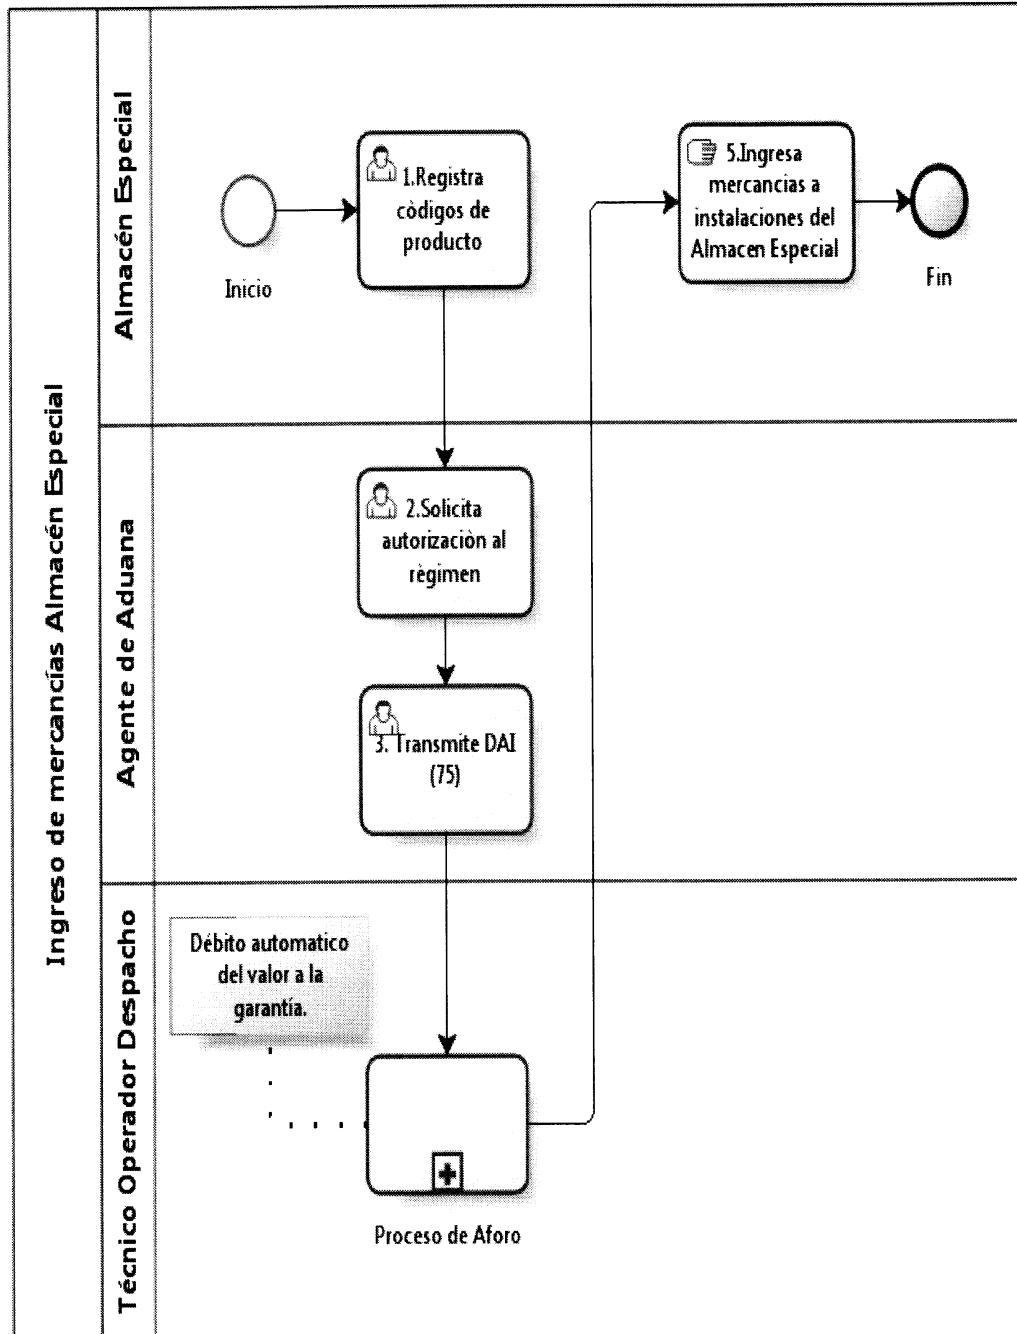 Ingreso de mercancías Almacén Especial
Almacén Especial
Inicio
1.Registra
còdigos de
producto
5.Ingresa
mercancìas a
instalaciones del
Almacen Especial
Fin
Agente de Aduana
2.Solicita
autorizaciòn al
règimen
3. Transmite DAI
(75)
Técnico Operador Despacho
Débito automatico
del valor a la
garantía.
Proceso de Aforo